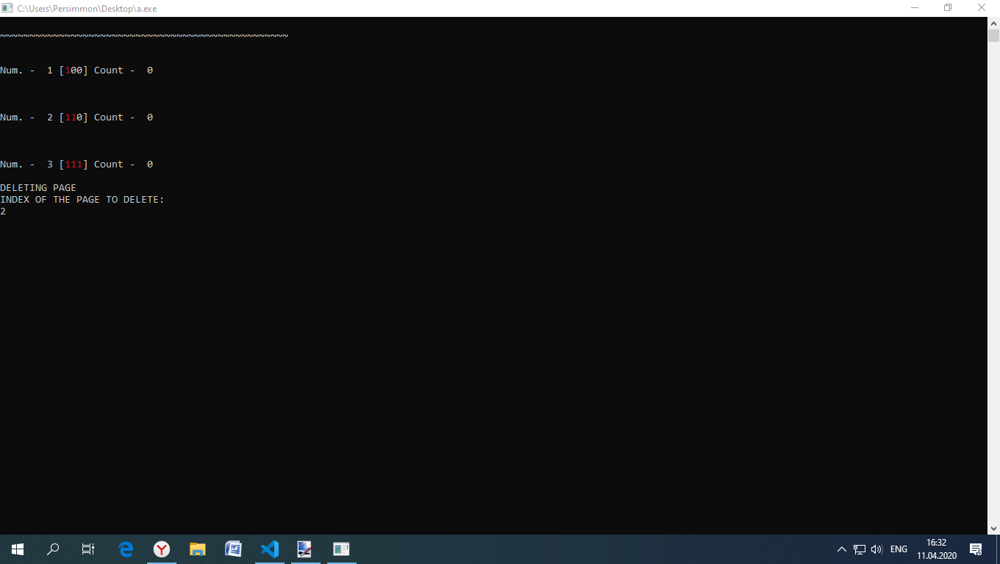 C:\Users\Persimmon\Desktop\a.exe
~~~~~~~~~~~~~~~~~~~~~~~~~~~~~~~~~~~~~~~~~~~~~~~~~
Num. -  1 [100] Count -  0
Num. -  2 [110] Count -  0
Num. -  3 [111] Count -  0
DELETING PAGE
INDEX OF THE PAGE TO DELETE:
2
ENG
16:32
11.04.2020